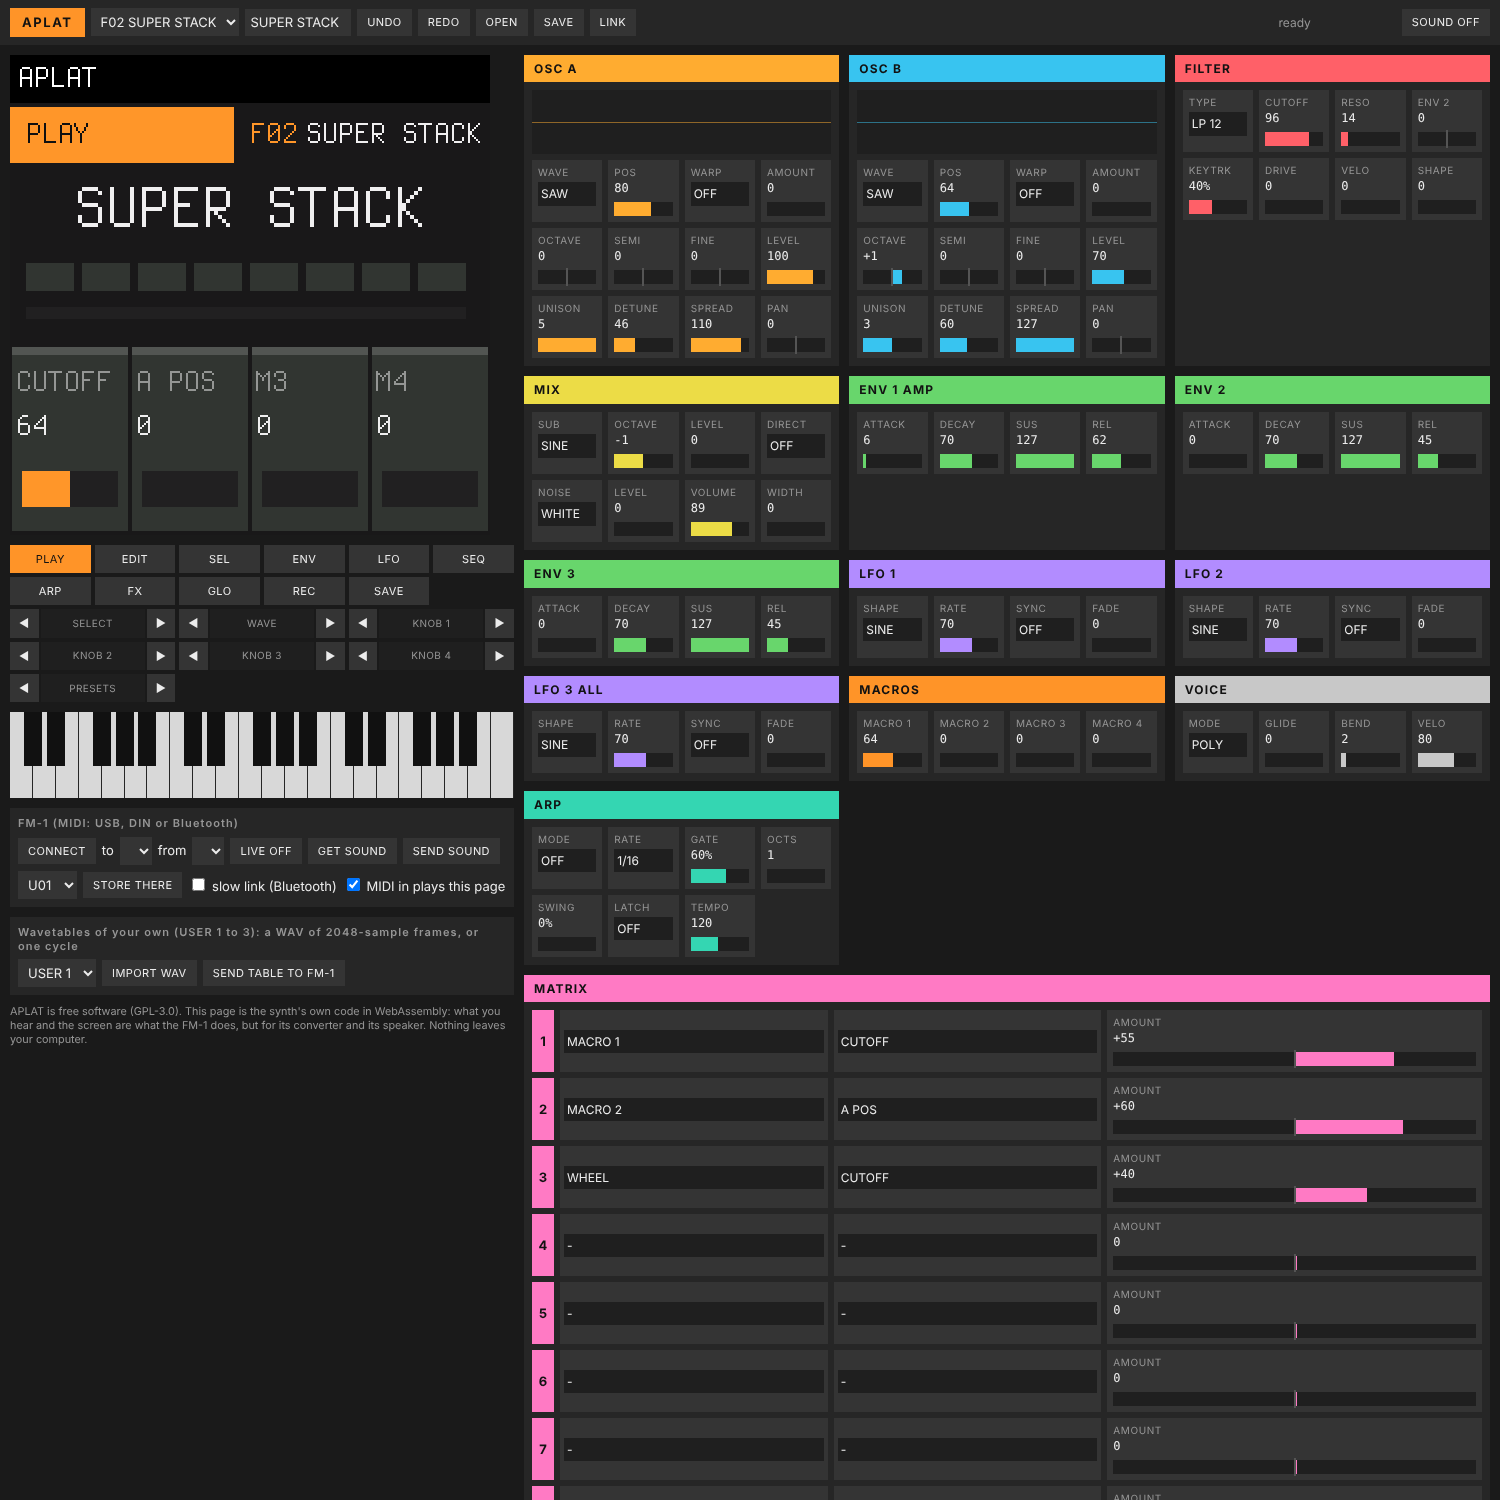 APLAT F02 SUPER STACK SUPER STACK UNDO REDO OPEN SAVE LINK ready SOUND OFF
APLAT
PLAY F02 SUPER STACK
SUPER STACK
CUTOFF A POS M3 M4
64 0 0 0
PLAY EDIT SEL ENV LFO SEQ
ARP FX GLO REC SAVE
◀ SELECT ▶ ◀ WAVE ▶ ◀ KNOB 1 ▶
◀ KNOB 2 ▶ ◀ KNOB 3 ▶ ◀ KNOB 4 ▶
◀ PRESETS ▶
FM-1 (MIDI: USB, DIN or Bluetooth)
CONNECT to from LIVE OFF GET SOUND SEND SOUND
U01 STORE THERE slow link (Bluetooth) MIDI in plays this page
Wavetables of your own (USER 1 to 3): a WAV of 2048-sample frames, or
one cycle
USER 1 IMPORT WAV SEND TABLE TO FM-1
APLAT is free software (GPL-3.0). This page is the synth's own code in WebAssembly: what you
hear and the screen are what the FM-1 does, but for its converter and its speaker. Nothing leaves
your computer.
OSC A
WAVE POS WARP AMOUNT
SAW 80 OFF 0
OCTAVE SEMI FINE LEVEL
0 0 0 100
UNISON DETUNE SPREAD PAN
5 46 110 0
OSC B
WAVE POS WARP AMOUNT
SAW 64 OFF 0
OCTAVE SEMI FINE LEVEL
+1 0 0 70
UNISON DETUNE SPREAD PAN
3 60 127 0
FILTER
TYPE CUTOFF RESO ENV 2
LP 12 96 14 0
KEYTRK DRIVE VELO SHAPE
40% 0 0 0
MIX
SUB OCTAVE LEVEL DIRECT
SINE -1 0 OFF
NOISE LEVEL VOLUME WIDTH
WHITE 0 89 0
ENV 1 AMP
ATTACK DECAY SUS REL
6 70 127 62
ENV 2
ATTACK DECAY SUS REL
0 70 127 45
ENV 3
ATTACK DECAY SUS REL
0 70 127 45
LFO 1
SHAPE RATE SYNC FADE
SINE 70 OFF 0
LFO 2
SHAPE RATE SYNC FADE
SINE 70 OFF 0
LFO 3 ALL
SHAPE RATE SYNC FADE
SINE 70 OFF 0
MACROS
MACRO 1 MACRO 2 MACRO 3 MACRO 4
64 0 0 0
VOICE
MODE GLIDE BEND VELO
POLY 0 2 80
ARP
MODE RATE GATE OCTS
OFF 1/16 60% 1
SWING LATCH TEMPO
0% OFF 120
MATRIX
AMOUNT
1 MACRO 1 CUTOFF +55
AMOUNT
2 MACRO 2 A POS +60
AMOUNT
3 WHEEL CUTOFF +40
AMOUNT
4 - - 0
AMOUNT
5 - - 0
AMOUNT
6 - - 0
AMOUNT
7 - - 0
AMOUNT